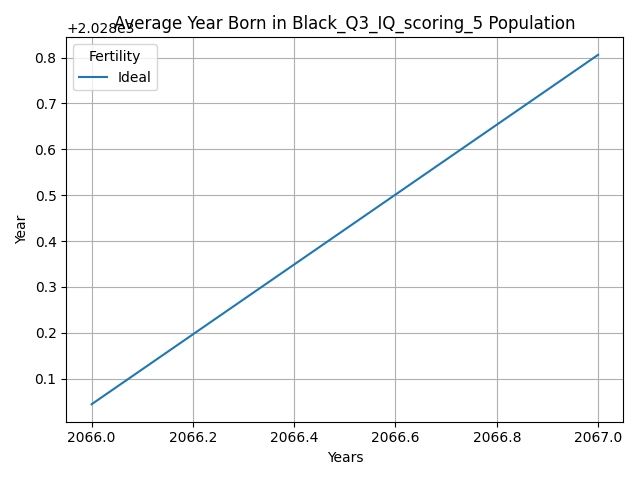 Average Year Born in Black_Q3_IQ_scoring_5 Population
+2.028e3
Fertility
Ideal
0.8
0.7
0.6
0.5
0.4
0.3
0.2
0.1
Year
2066.0 2066.2 2066.4 2066.6 2066.8 2067.0
Years